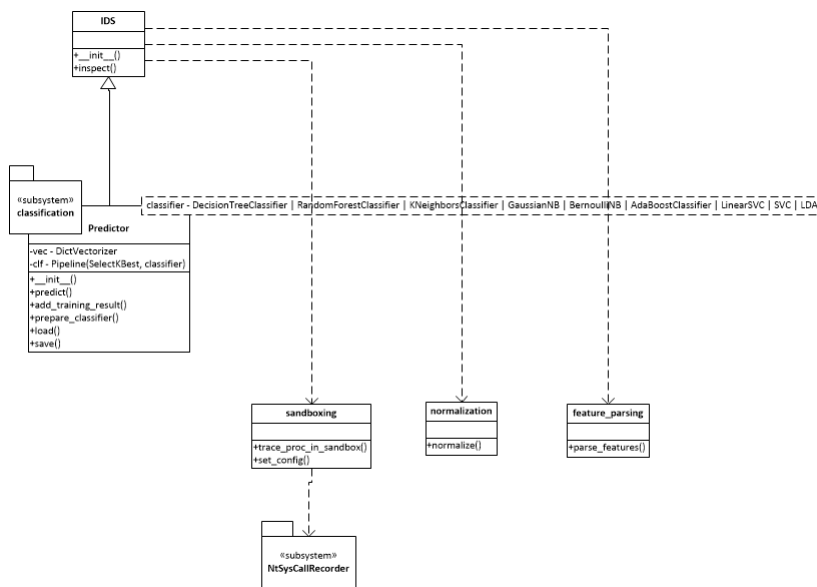 IDS
+__init__()
+inspect()
«subsystem»
classification
classifier - DecisionTreeClassifier | RandomForestClassifier | KNeighborsClassifier | GaussianNB | BernoulliNB | AdaBoostClassifier | LinearSVC | SVC | LDA
Predictor
-vec - DictVectorizer
-clf - Pipeline(SelectKBest, classifier)
+__init__()
+predict()
+add_training_result()
+prepare_classifier()
+load()
+save()
sandboxing
+trace_proc_in_sandbox()
+set_config()
normalization
+normalize()
feature_parsing
+parse_features()
«subsystem»
NtSysCallRecorder